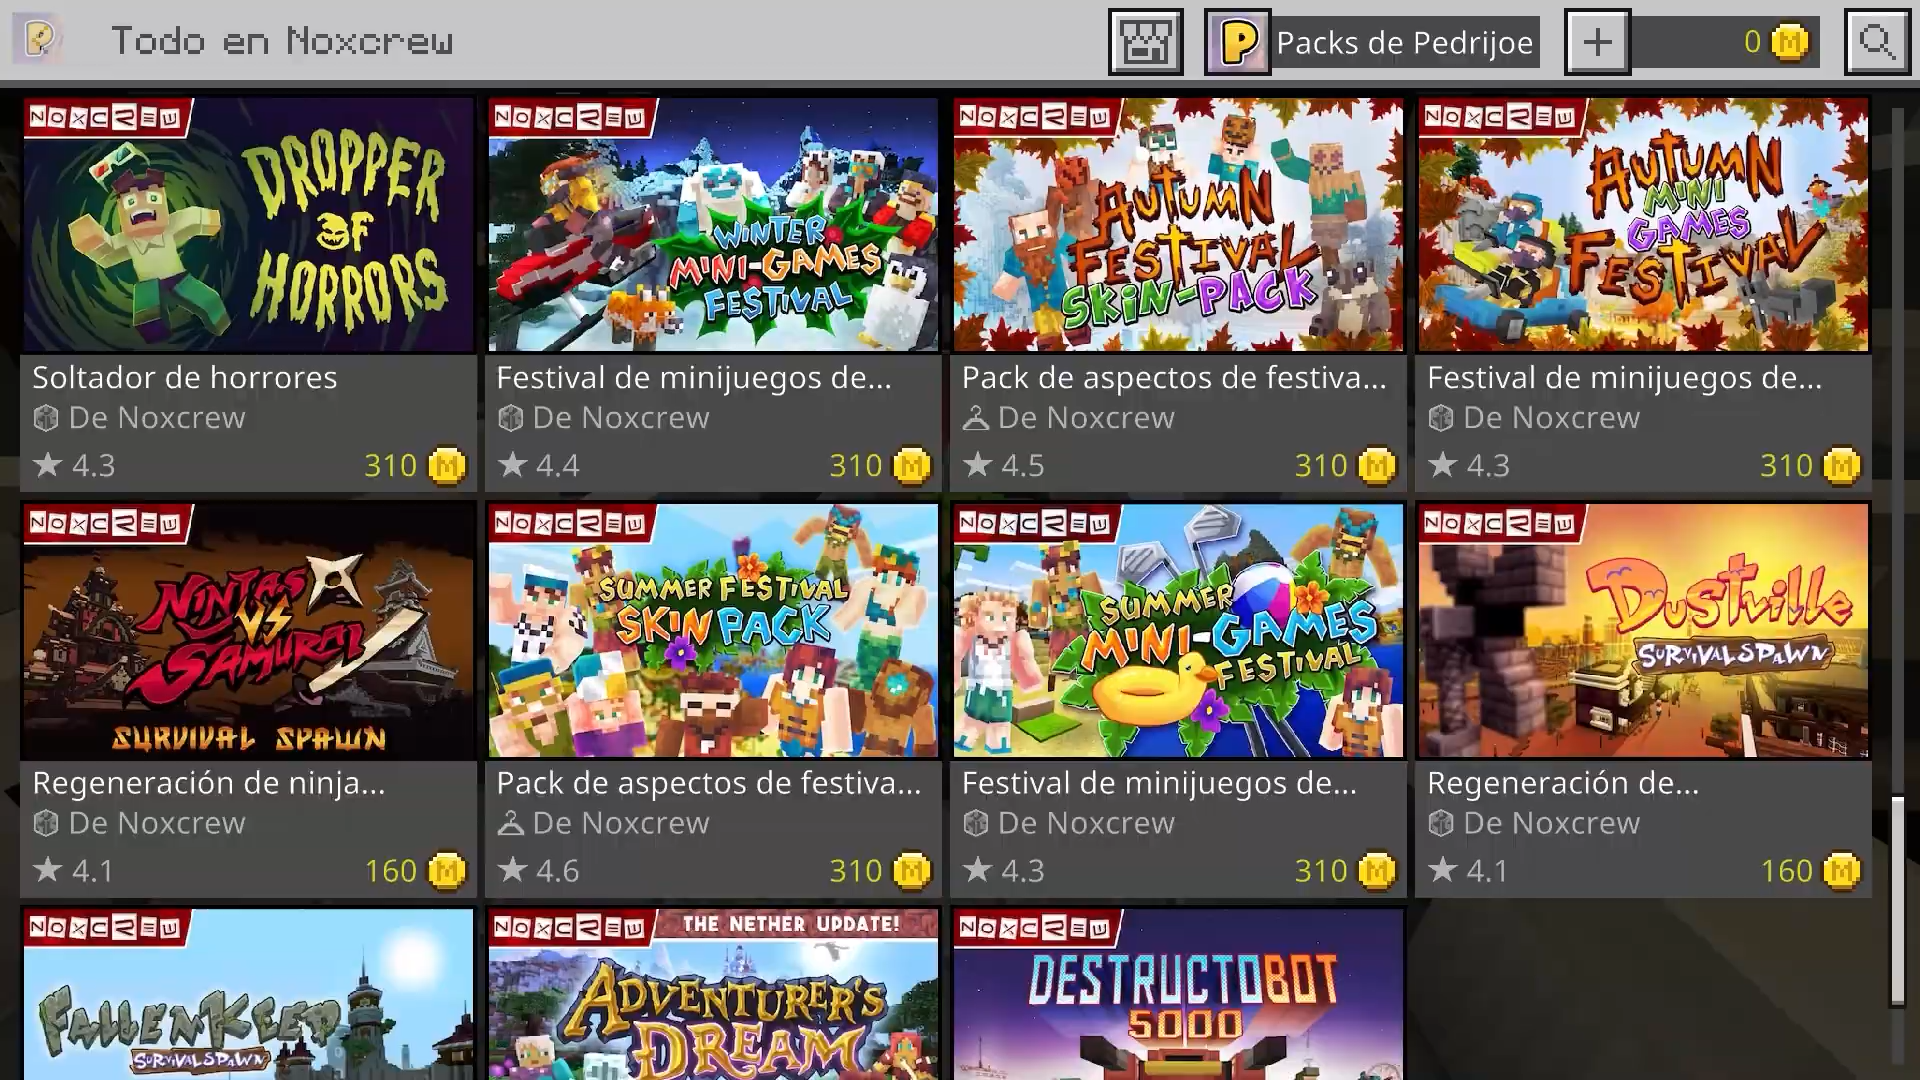 Todo en Noxcrew
P
Packs de Pedrijoe
0
NOXCREW
DROPPER
OF
HORRORS
Soltador de horrores
De Noxcrew
4.3
310
NOXCREW
WINTER
MINI-GAMES
FESTIVAL
Festival de minijuegos de...
De Noxcrew
4.4
310
NOXCREW
AUTUMN
FESTIVAL
SKIN-PACK
Pack de aspectos de festiva...
De Noxcrew
4.5
310
NOXCREW
AUTUMN
MINI
GAMES
FESTIVAL
Festival de minijuegos de...
De Noxcrew
4.3
310
NOXCREW
NINJAS
VS
SAMURAI
SURVIVAL SPAWN
Regeneración de ninja...
De Noxcrew
4.1
160
NOXCREW
SUMMER FESTIVAL
SKIN PACK
Pack de aspectos de festiva...
De Noxcrew
4.6
310
NOXCREW
SUMMER
MINI-GAMES
FESTIVAL
Festival de minijuegos de...
De Noxcrew
4.3
310
NOXCREW
Dustville
SURVIVAL SPAWN
Regeneración de...
De Noxcrew
4.1
160
NOXCREW
FALLEN KEEP
SURVIVAL SPAWN
NOXCREW
THE NETHER UPDATE!
ADVENTURER'S
DREAM
NOXCREW
DESTRUCTOBOT
5000